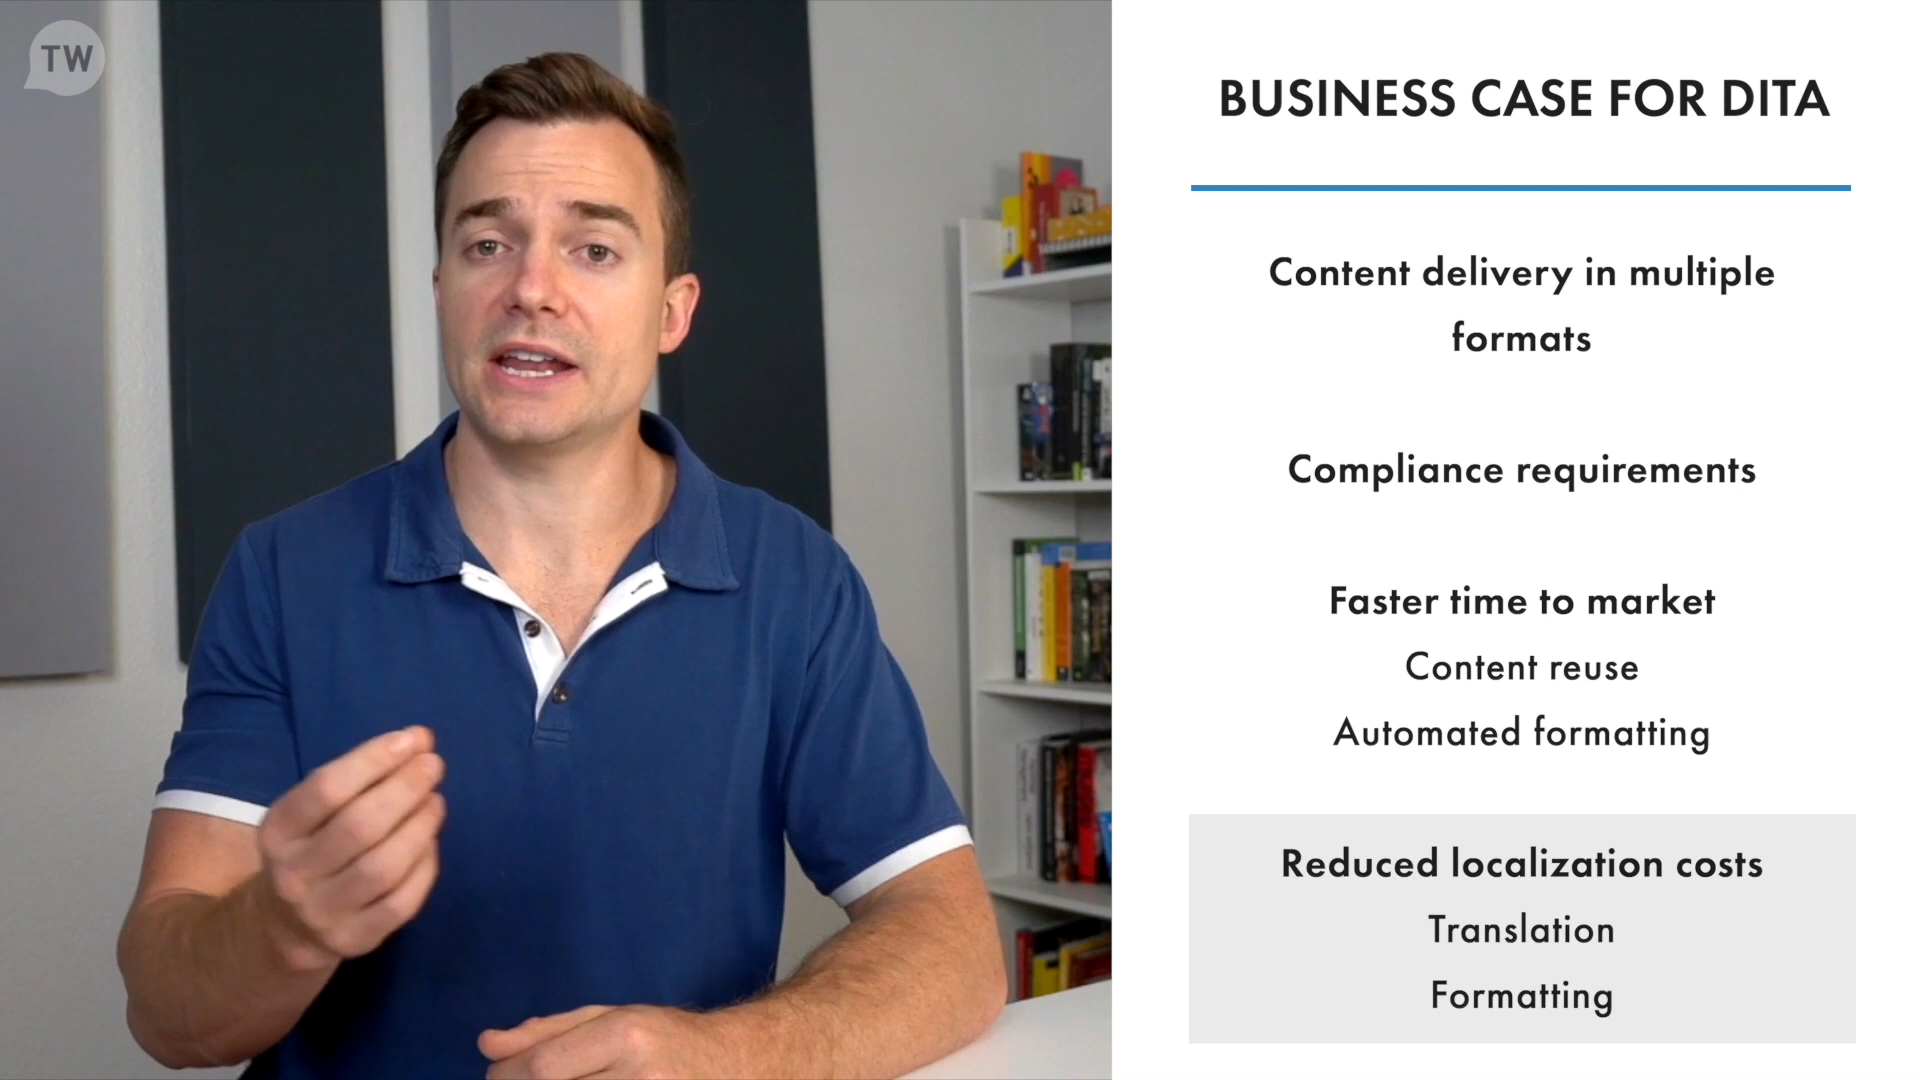 TW
BUSINESS CASE FOR DITA
Content delivery in multiple
formats
Compliance requirements
Faster time to market
Content reuse
Automated formatting
Reduced localization costs
Translation
Formatting